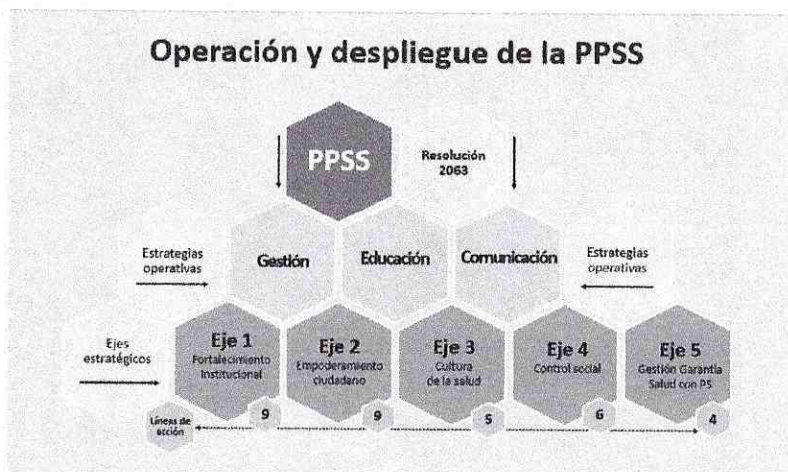 Operación y despliegue de la PPSS
PPSS
Resolución
2063
Estrategias
operativas
Gestión
Educación
Comunicación
Estrategias
operativas
Ejes
estratégicos
Eje 1
Fortalecimiento
Institucional
Eje 2
Empoderamiento
ciudadano
Eje 3
Cultura
de la salud
Eje 4
Control social
Eje 5
Gestión Garantía
Salud con PS
Líneas de
acción
9
9
5
6
4